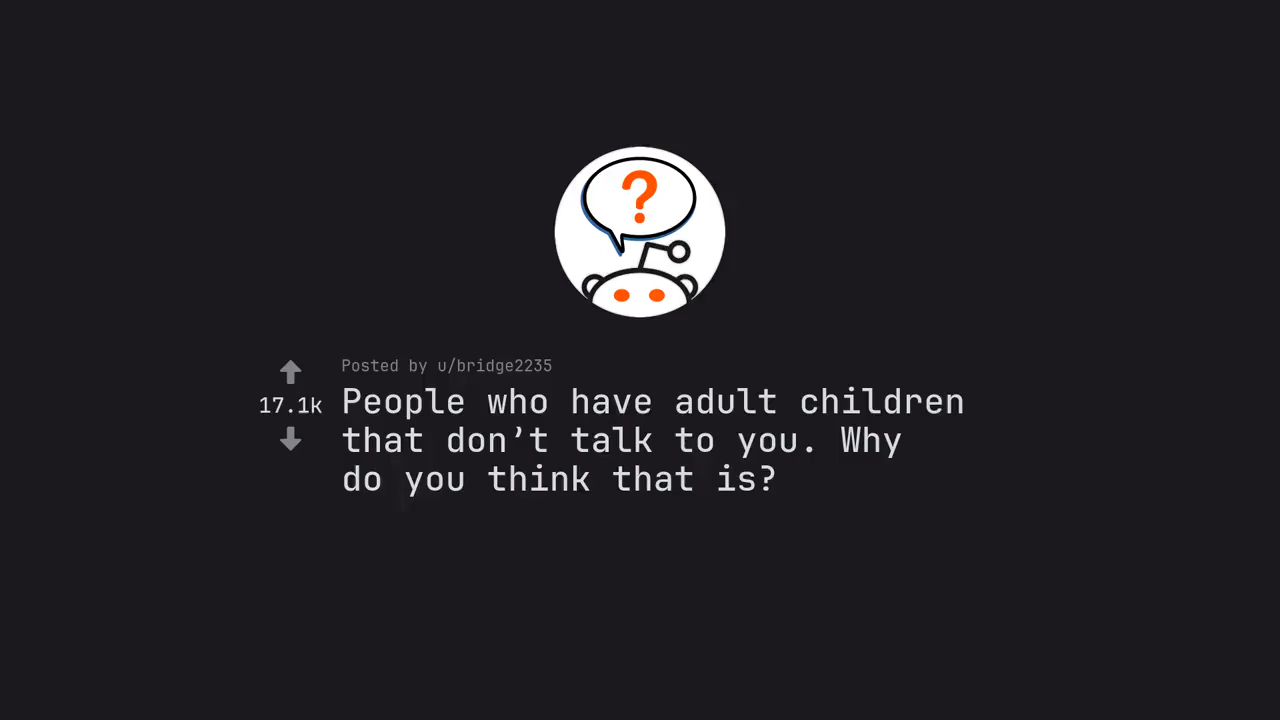 ?
Posted by u/bridge2235
17.1k
People who have adult children
that don’t talk to you. Why
do you think that is?